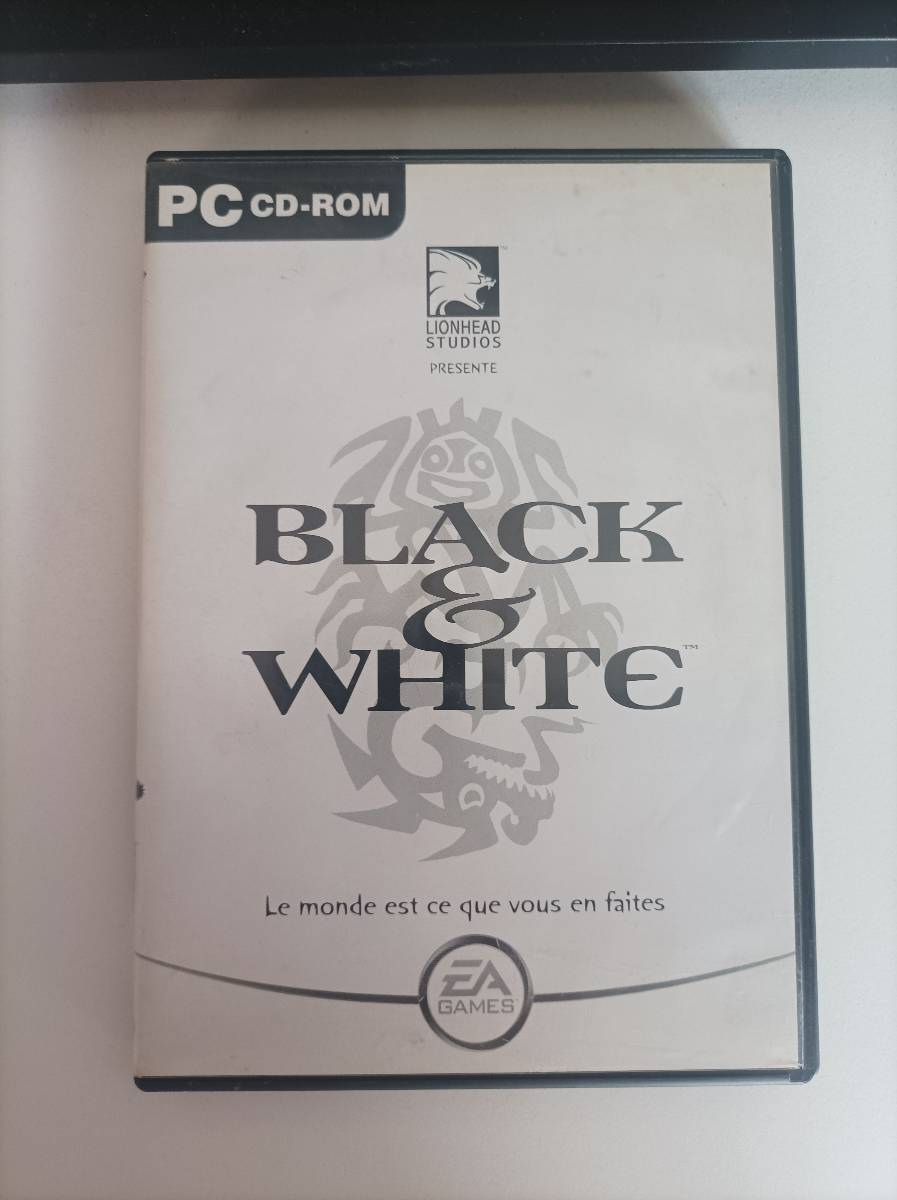 PC CD-ROM
LIONHEAD
STUDIOS
PRESENTE
BLACK
&
WHITE™
Le monde est ce que vous en faites
EA
GAMES